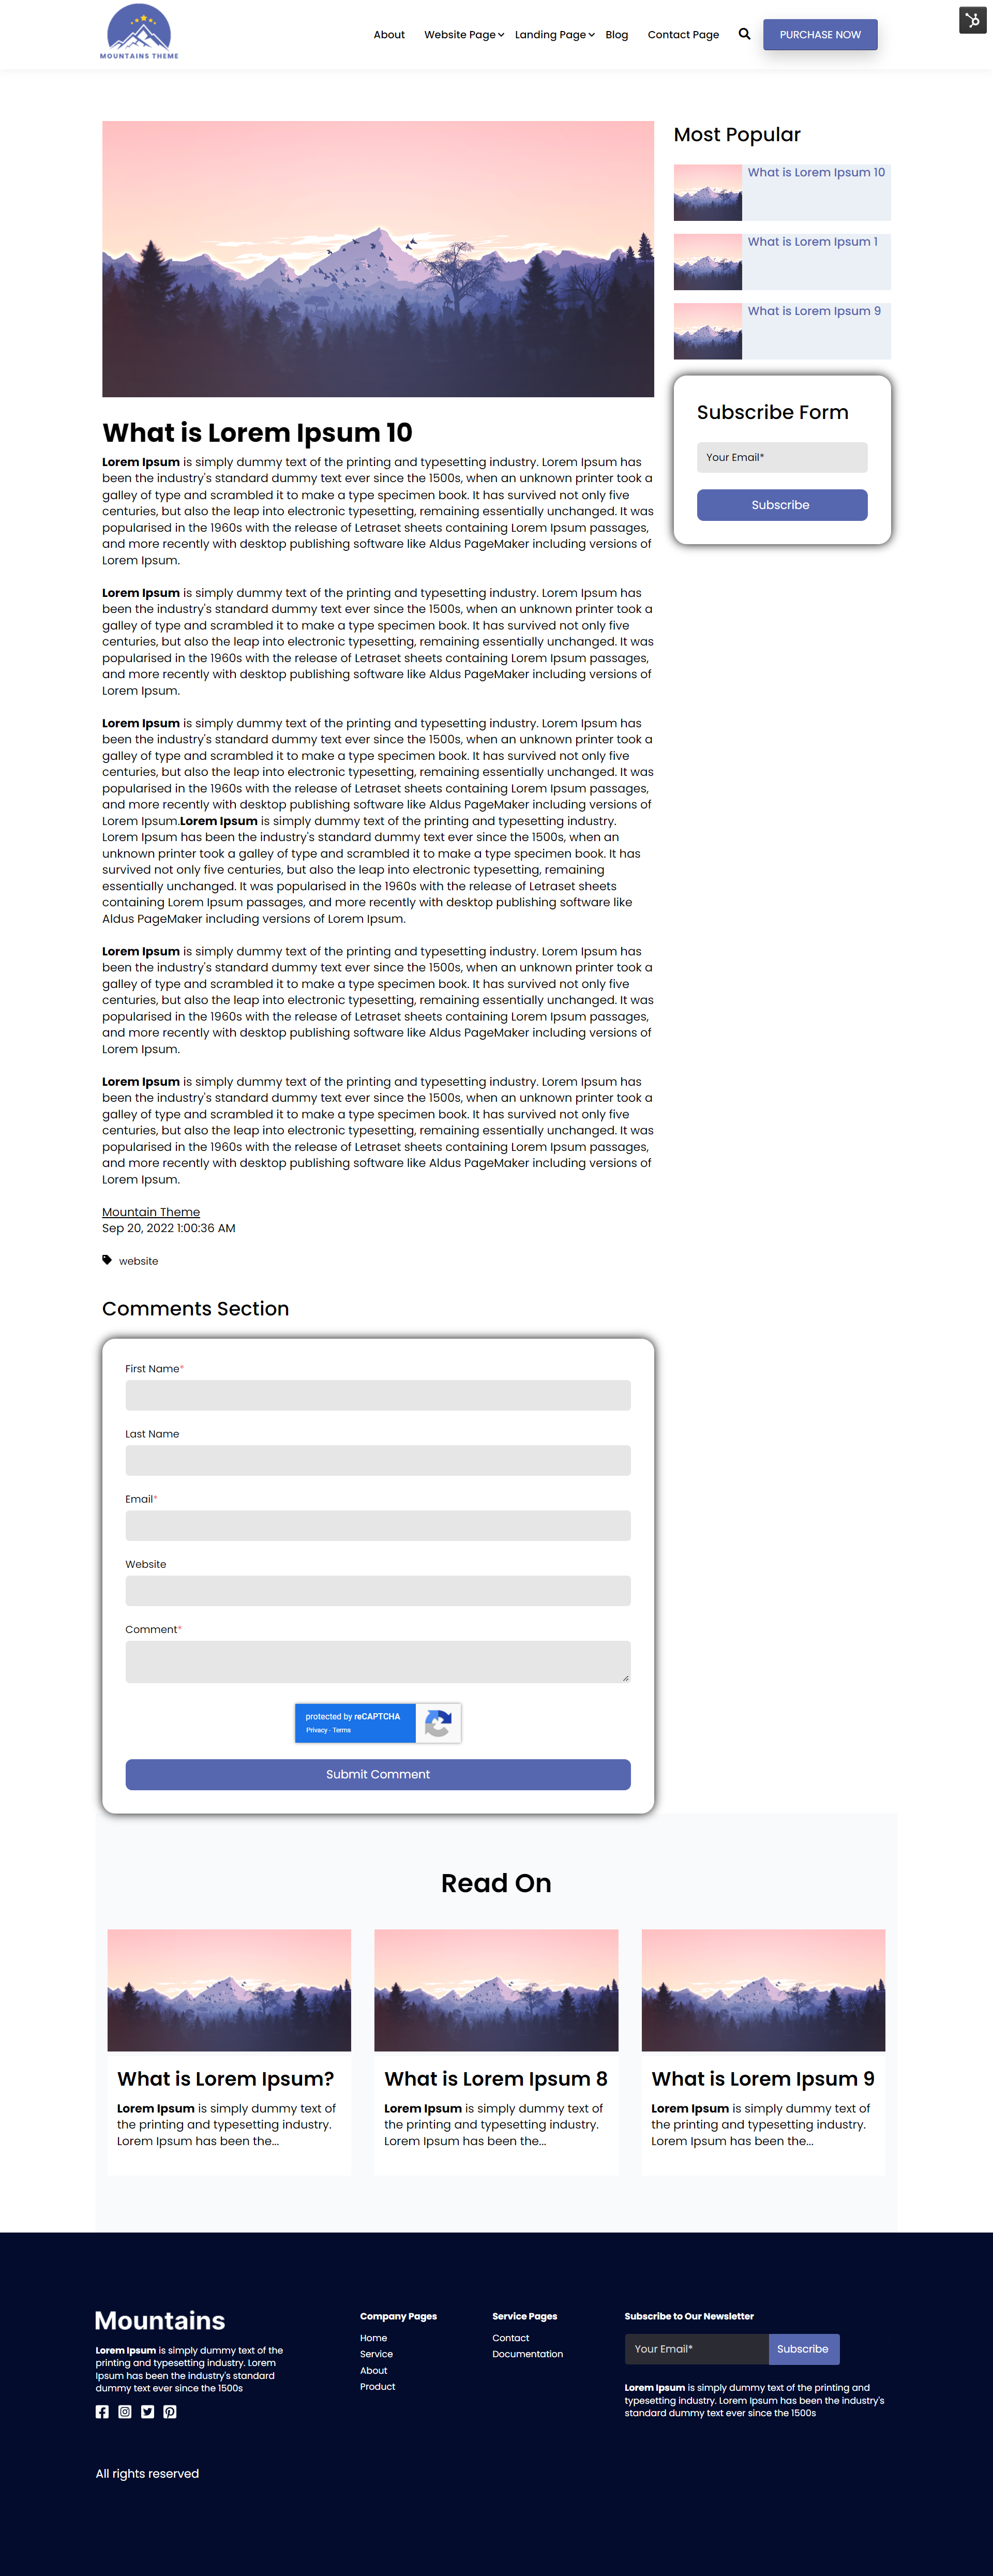 MOUNTAINS THEME
About
Website Page
Landing Page
Blog
Contact Page
PURCHASE NOW
What is Lorem Ipsum 10
Lorem Ipsum is simply dummy text of the printing and typesetting industry. Lorem Ipsum has
been the industry's standard dummy text ever since the 1500s, when an unknown printer took a
galley of type and scrambled it to make a type specimen book. It has survived not only five
centuries, but also the leap into electronic typesetting, remaining essentially unchanged. It was
popularised in the 1960s with the release of Letraset sheets containing Lorem Ipsum passages,
and more recently with desktop publishing software like Aldus PageMaker including versions of
Lorem Ipsum.
Lorem Ipsum is simply dummy text of the printing and typesetting industry. Lorem Ipsum has
been the industry's standard dummy text ever since the 1500s, when an unknown printer took a
galley of type and scrambled it to make a type specimen book. It has survived not only five
centuries, but also the leap into electronic typesetting, remaining essentially unchanged. It was
popularised in the 1960s with the release of Letraset sheets containing Lorem Ipsum passages,
and more recently with desktop publishing software like Aldus PageMaker including versions of
Lorem Ipsum.
Lorem Ipsum is simply dummy text of the printing and typesetting industry. Lorem Ipsum has
been the industry's standard dummy text ever since the 1500s, when an unknown printer took a
galley of type and scrambled it to make a type specimen book. It has survived not only five
centuries, but also the leap into electronic typesetting, remaining essentially unchanged. It was
popularised in the 1960s with the release of Letraset sheets containing Lorem Ipsum passages,
and more recently with desktop publishing software like Aldus PageMaker including versions of
Lorem Ipsum.Lorem Ipsum is simply dummy text of the printing and typesetting industry.
Lorem Ipsum has been the industry's standard dummy text ever since the 1500s, when an
unknown printer took a galley of type and scrambled it to make a type specimen book. It has
survived not only five centuries, but also the leap into electronic typesetting, remaining
essentially unchanged. It was popularised in the 1960s with the release of Letraset sheets
containing Lorem Ipsum passages, and more recently with desktop publishing software like
Aldus PageMaker including versions of Lorem Ipsum.
Lorem Ipsum is simply dummy text of the printing and typesetting industry. Lorem Ipsum has
been the industry's standard dummy text ever since the 1500s, when an unknown printer took a
galley of type and scrambled it to make a type specimen book. It has survived not only five
centuries, but also the leap into electronic typesetting, remaining essentially unchanged. It was
popularised in the 1960s with the release of Letraset sheets containing Lorem Ipsum passages,
and more recently with desktop publishing software like Aldus PageMaker including versions of
Lorem Ipsum.
Lorem Ipsum is simply dummy text of the printing and typesetting industry. Lorem Ipsum has
been the industry's standard dummy text ever since the 1500s, when an unknown printer took a
galley of type and scrambled it to make a type specimen book. It has survived not only five
centuries, but also the leap into electronic typesetting, remaining essentially unchanged. It was
popularised in the 1960s with the release of Letraset sheets containing Lorem Ipsum passages,
and more recently with desktop publishing software like Aldus PageMaker including versions of
Lorem Ipsum.
Mountain Theme
Sep 20, 2022 1:00:36 AM
website
Most Popular
What is Lorem Ipsum 10
What is Lorem Ipsum 1
What is Lorem Ipsum 9
Subscribe Form
Your Email*
Subscribe
Comments Section
First Name*
Last Name
Email*
Website
Comment*
protected by reCAPTCHA
Privacy - Terms
Submit Comment
Read On
What is Lorem Ipsum?
Lorem Ipsum is simply dummy text of
the printing and typesetting industry.
Lorem Ipsum has been the...
What is Lorem Ipsum 8
Lorem Ipsum is simply dummy text of
the printing and typesetting industry.
Lorem Ipsum has been the...
What is Lorem Ipsum 9
Lorem Ipsum is simply dummy text of
the printing and typesetting industry.
Lorem Ipsum has been the...
Mountains
Lorem Ipsum is simply dummy text of the
printing and typesetting industry. Lorem
Ipsum has been the industry's standard
dummy text ever since the 1500s
Company Pages
Home
Service
About
Product
Service Pages
Contact
Documentation
Subscribe to Our Newsletter
Your Email*
Subscribe
Lorem Ipsum is simply dummy text of the printing and
typesetting industry. Lorem Ipsum has been the industry's
standard dummy text ever since the 1500s
All rights reserved